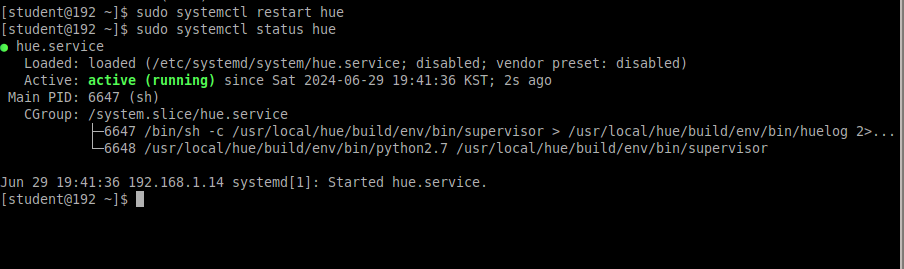 [student@192 ~]$ sudo systemctl restart hue
[student@192 ~]$ sudo systemctl status hue
● hue.service
   Loaded: loaded (/etc/systemd/system/hue.service; disabled; vendor preset: disabled)
   Active: active (running) since Sat 2024-06-29 19:41:36 KST; 2s ago
 Main PID: 6647 (sh)
   CGroup: /system.slice/hue.service
           ├─6647 /bin/sh -c /usr/local/hue/build/env/bin/supervisor > /usr/local/hue/build/env/bin/huelog 2>...
           └─6648 /usr/local/hue/build/env/bin/python2.7 /usr/local/hue/build/env/bin/supervisor
Jun 29 19:41:36 192.168.1.14 systemd[1]: Started hue.service.
[student@192 ~]$